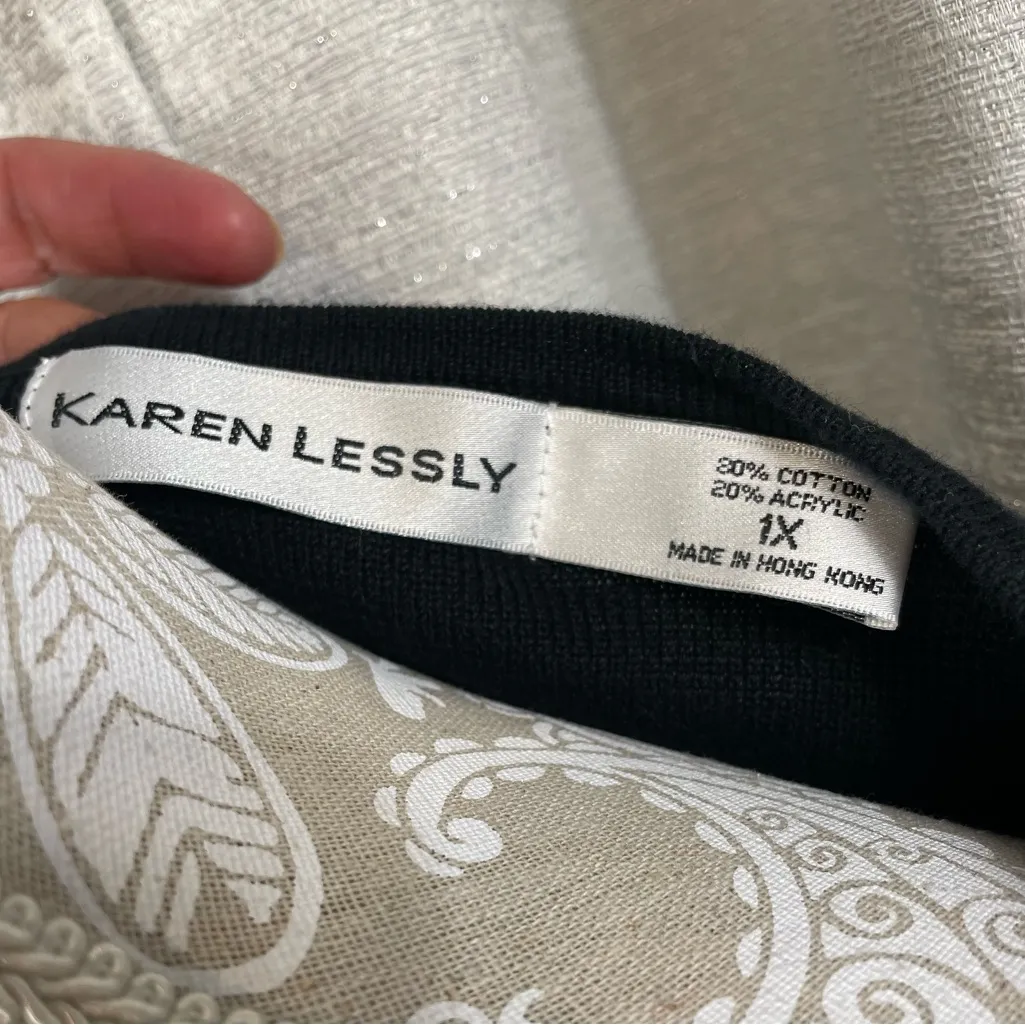 KAREN LESSLY
80% COTTON
20% ACRYLIC
1X
MADE IN HONG KONG